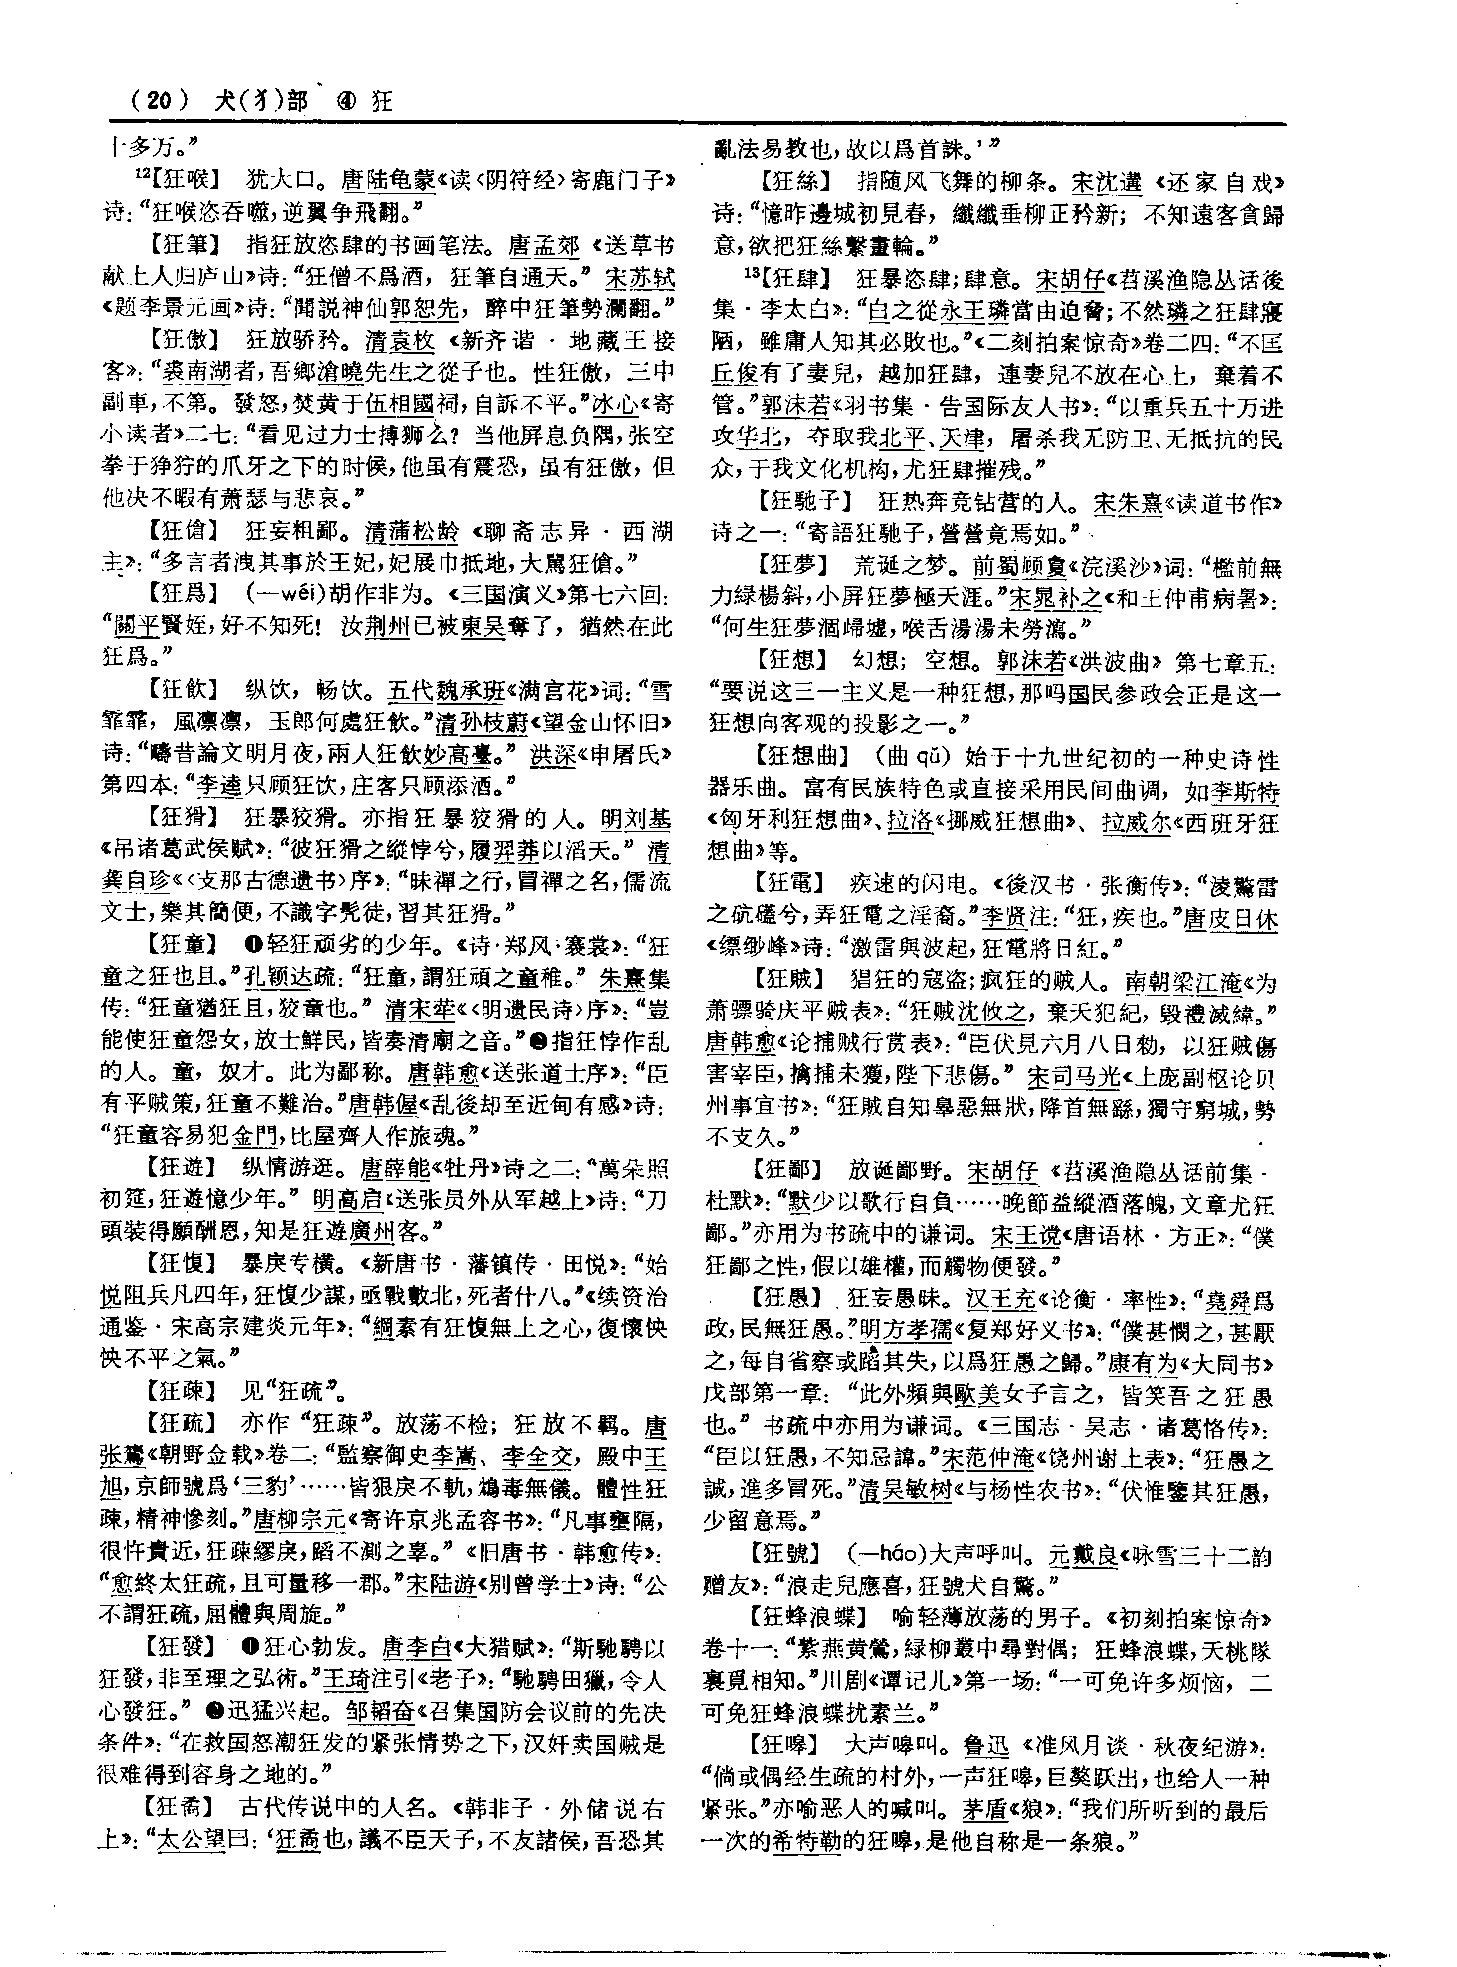 (20) 犬(犭)部 ④ 狂
十多万。”
12【狂喉】 犹大口。唐陆龟蒙《读〈阴符经〉寄鹿门子》
诗：“狂喉恣吞噬，逆翼争飛翻。”
【狂筆】 指狂放恣肆的书画笔法。唐孟郊《送草书
献上人归庐山》诗：“狂僧不爲酒，狂筆自通天。” 宋苏轼
《题李景元画》诗：“聞説神仙郭恕先，醉中狂筆勢瀾翻。”
【狂傲】 狂放骄矜。清袁枚《新齐谐·地藏王接
客》：“裘南湖者，吾鄉滄曉先生之從子也。性狂傲，三中
副車，不第。發怒，焚黄于伍相國祠，自訴不平。”冰心《寄
小读者》二七：“看见过力士搏狮么？当他屏息负隅，张空
拳于狰狞的爪牙之下的时候，他虽有震恐，虽有狂傲，但
他决不暇有萧瑟与悲哀。”
【狂傖】 狂妄粗鄙。清蒲松龄《聊斋志异·西湖
主》：“多言者洩其事於王妃，妃展巾抵地，大駡狂傖。”
【狂爲】 (—wéi)胡作非为。《三国演义》第七六回：
“關平賢姪，好不知死！汝荆州已被東吴奪了，猶然在此
狂爲。”
【狂飲】 纵饮，畅饮。五代魏承班《满宫花》词：“雪
霏霏，風凛凛，玉郎何處狂飲。”清孙枝蔚《望金山怀旧》
诗：“疇昔論文明月夜，兩人狂飲妙高臺。” 洪深《申屠氏》
第四本：“李逵只顾狂饮，庄客只顾添酒。”
【狂猾】 狂暴狡猾。亦指狂暴狡猾的人。明刘基
《吊诸葛武侯赋》：“彼狂猾之縱悖兮，履羿莽以滔天。” 清
龚自珍《〈支那古德遗书〉序》：“昧禪之行，冒禪之名，儒流
文士，樂其簡便，不識字髡徒，習其狂猾。”
【狂童】 ❶轻狂顽劣的少年。《诗·郑风·褰裳》：“狂
童之狂也且。”孔颖达疏：“狂童，謂狂頑之童稚。” 朱熹集
传：“狂童猶狂且，狡童也。” 清宋荦《〈明遗民诗〉序》：“豈
能使狂童怨女，放士鮮民，皆奏清廟之音。”❷指狂悖作乱
的人。童，奴才。此为鄙称。唐韩愈《送张道士序》：“臣
有平贼策，狂童不難治。”唐韩偓《乱後却至近甸有感》诗：
“狂童容易犯金門，比屋齊人作旅魂。”
【狂遊】 纵情游逛。唐薛能《牡丹》诗之二：“萬朵照
初筵，狂遊憶少年。” 明高启《送张员外从军越上》诗：“刀
頭裝得願酬恩，知是狂遊廣州客。”
【狂愎】 暴戾专横。《新唐书·藩镇传·田悦》：“始
悦阻兵凡四年，狂愎少謀，亟戰數北，死者什八。”《续资治
通鉴·宋高宗建炎元年》：“綱素有狂愎無上之心，復懷怏
怏不平之氣。”
【狂疎】 见“狂疏”。
【狂疏】 亦作“狂疎”。放荡不检；狂放不羁。唐
张鷟《朝野佥载》卷二：“監察御史李嵩、李全交，殿中王
旭，京師號爲‘三豹’……皆狠戾不軌，鴆毒無儀。體性狂
疎，精神慘刻。”唐柳宗元《寄许京兆孟容书》：“凡事壅隔，
很忤貴近，狂疎繆戾，蹈不測之辜。” 《旧唐书·韩愈传》：
“愈終太狂疏，且可量移一郡。”宋陆游《别曾学士》诗：“公
不謂狂疏，屈體與周旋。”
【狂發】 ❶狂心勃发。唐李白《大猎赋》：“斯馳騁以
狂發，非至理之弘術。”王琦注引《老子》：“馳騁田獵，令人
心發狂。” ❷迅猛兴起。邹韬奋《召集国防会议前的先决
条件》：“在救国怒潮狂发的紧张情势之下，汉奸卖国贼是
很难得到容身之地的。”
【狂矞】 古代传说中的人名。《韩非子·外储说右
上》：“太公望曰：‘狂矞也，議不臣天子，不友諸侯，吾恐其
亂法易教也，故以爲首誅。’”
【狂絲】 指随风飞舞的柳条。宋沈遘《还家自戏》
诗：“憶昨邊城初見春，纖纖垂柳正矜新；不知遠客貪歸
意，欲把狂絲繫畫輪。”
13【狂肆】 狂暴恣肆；肆意。宋胡仔《苕溪渔隐丛话後
集·李太白》：“白之從永王璘當由迫脅；不然璘之狂肆寢
陋，雖庸人知其必敗也。”《二刻拍案惊奇》卷二四：“不匡
丘俊有了妻兒，越加狂肆，連妻兒不放在心上，棄着不
管。”郭沫若《羽书集·告国际友人书》：“以重兵五十万进
攻华北，夺取我北平、天津，屠杀我无防卫、无抵抗的民
众，于我文化机构，尤狂肆摧残。”
【狂馳子】 狂热奔竞钻营的人。宋朱熹《读道书作》
诗之一：“寄語狂馳子，營營竟焉如。”
【狂夢】 荒诞之梦。前蜀顾敻《浣溪沙》词：“檻前無
力緑楊斜，小屏狂夢極天涯。”宋晁补之《和王仲甫病署》：
“何生狂夢涸歸墟，喉舌湯湯未勞瀉。”
【狂想】 幻想；空想。郭沫若《洪波曲》第七章五：
“要说这三一主义是一种狂想，那吗国民参政会正是这一
狂想向客观的投影之一。”
【狂想曲】 (曲 qǔ) 始于十九世纪初的一种史诗性
器乐曲。富有民族特色或直接采用民间曲调，如李斯特
《匈牙利狂想曲》、拉洛《挪威狂想曲》、拉威尔《西班牙狂
想曲》等。
【狂電】 疾速的闪电。《後汉书·张衡传》：“淩驚雷
之砊礚兮，弄狂電之淫裔。”李贤注：“狂，疾也。”唐皮日休
《缥缈峰》诗：“激雷與波起，狂電將日紅。”
【狂贼】 猖狂的寇盗；疯狂的贼人。南朝梁江淹《为
萧骠骑庆平贼表》：“狂贼沈攸之，棄天犯紀，毀禮滅緯。”
唐韩愈《论捕贼行赏表》：“臣伏見六月八日勑，以狂贼傷
害宰臣，擒捕未獲，陛下悲傷。” 宋司马光《上庞副枢论贝
州事宜书》：“狂贼自知辠惡無狀，降首無繇，獨守窮城，勢
不支久。”
【狂鄙】 放诞鄙野。宋胡仔《苕溪渔隐丛话前集·
杜默》：“默少以歌行自負……晚節益縱酒落魄，文章尤狂
鄙。”亦用为书疏中的谦词。宋王谠《唐语林·方正》：“僕
狂鄙之性，假以雄權，而觸物便發。”
【狂愚】 狂妄愚昧。汉王充《论衡·率性》：“堯舜爲
政，民無狂愚。”明方孝孺《复郑好义书》：“僕甚憫之，甚厭
之，每自省察或蹈其失，以爲狂愚之歸。”康有为《大同书》
戊部第一章：“此外頻與歐美女子言之，皆笑吾之狂愚
也。” 书疏中亦用为谦词。《三国志·吴志·诸葛恪传》：
“臣以狂愚，不知忌諱。”宋范仲淹《饶州谢上表》：“狂愚之
誠，進多冒死。”清吴敏树《与杨性农书》：“伏惟鑒其狂愚，
少留意焉。”
【狂號】 (—háo)大声呼叫。元戴良《咏雪三十二韵
赠友》：“浪走兒應喜，狂號犬自驚。”
【狂蜂浪蝶】 喻轻薄放荡的男子。《初刻拍案惊奇》
卷十一：“紫燕黄鶯，緑柳叢中尋對偶；狂蜂浪蝶，夭桃隊
裏覓相知。”川剧《谭记儿》第一场：“一可免许多烦恼，二
可免狂蜂浪蝶扰素兰。”
【狂嗥】 大声嗥叫。鲁迅《准风月谈·秋夜纪游》：
“倘或偶经生疏的村外，一声狂嗥，巨獒跃出，也给人一种
紧张。”亦喻恶人的喊叫。茅盾《狼》：“我们所听到的最后
一次的希特勒的狂嗥，是他自称是一条狼。”